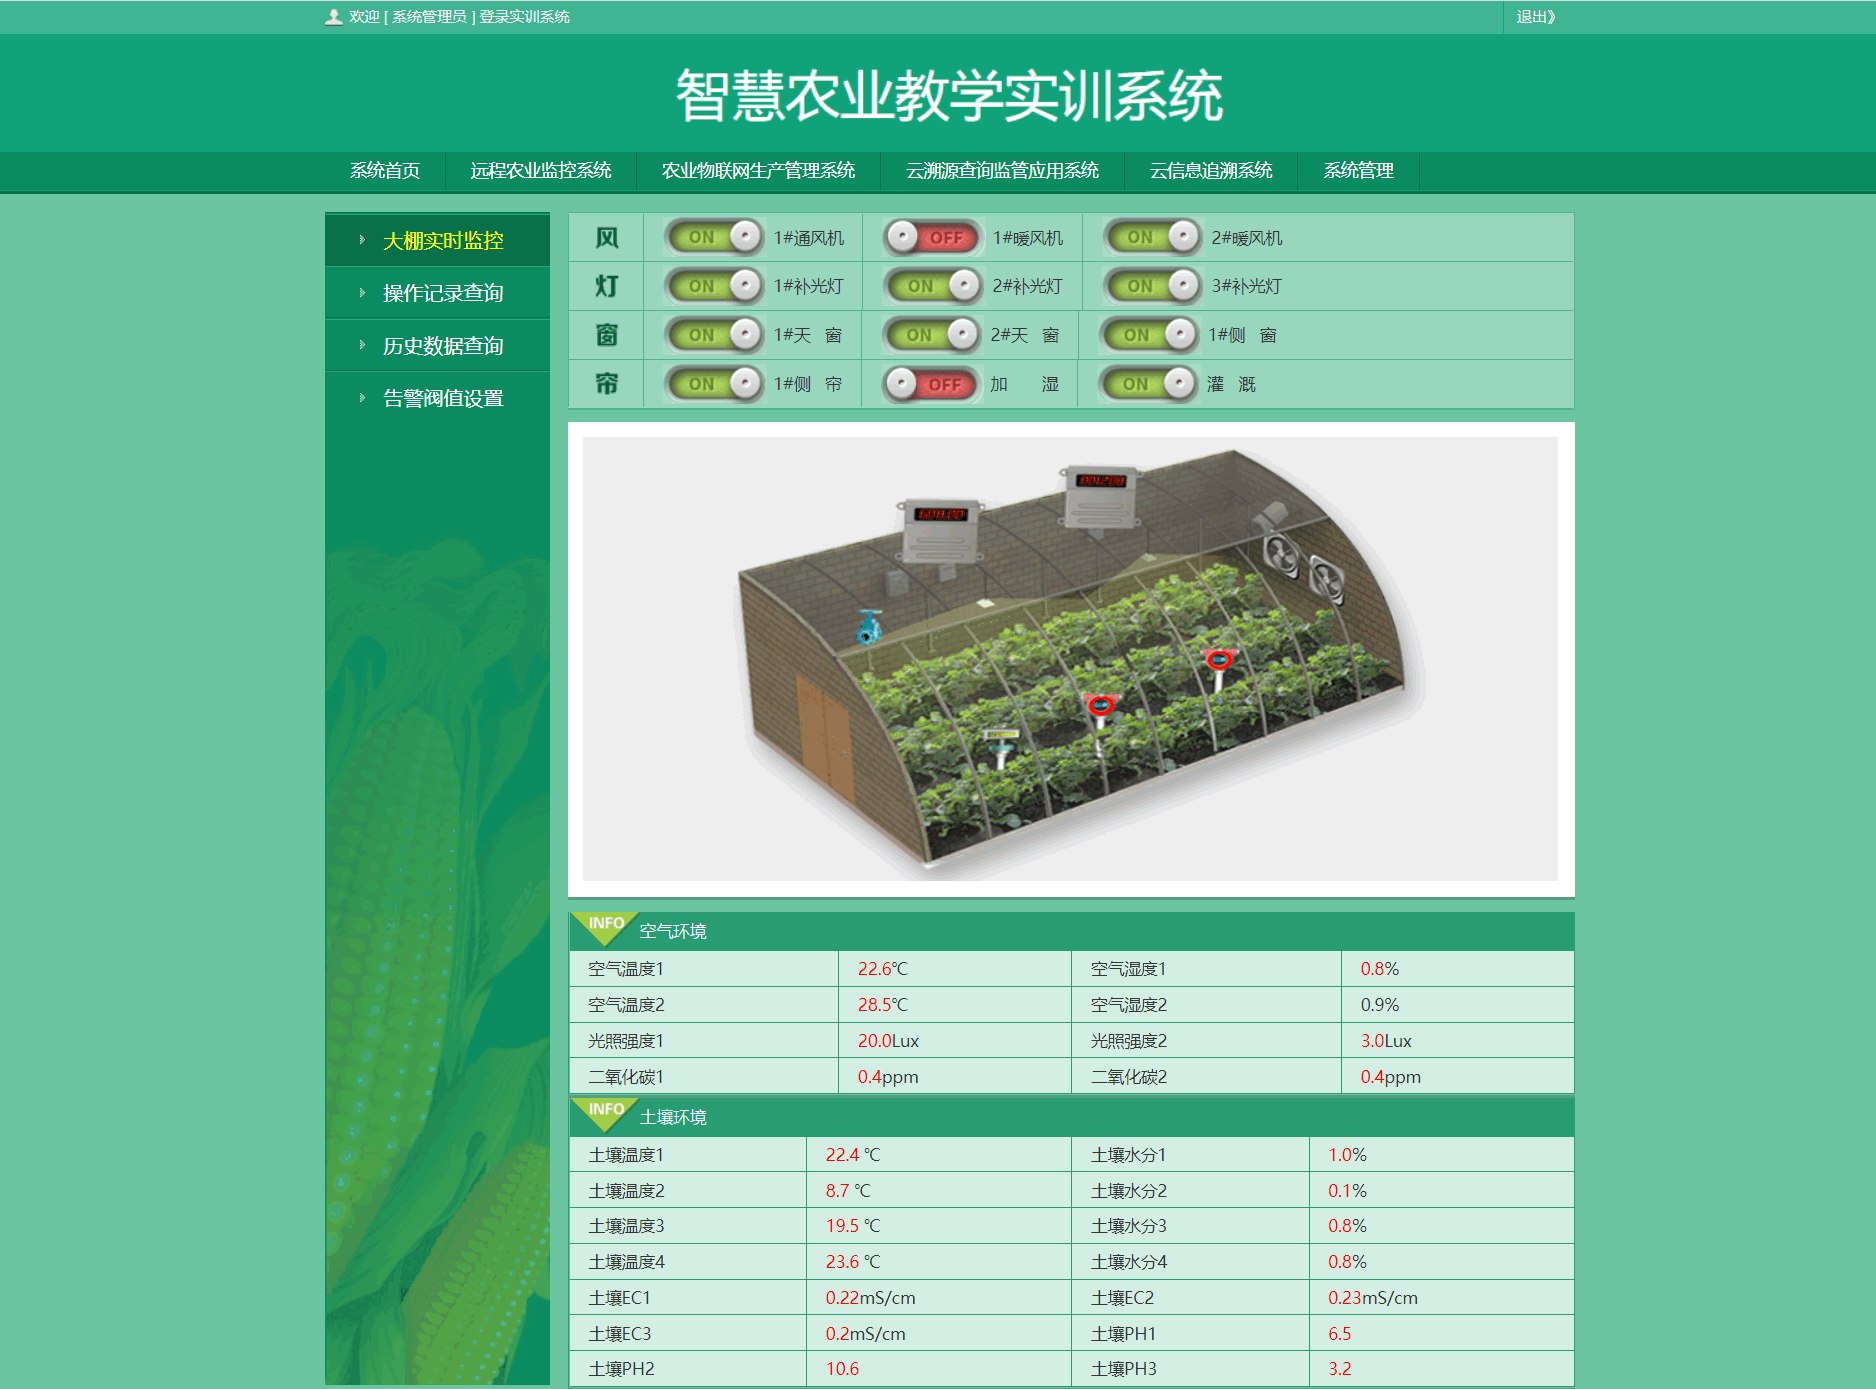 欢迎 [ 系统管理员 ] 登录实训系统
退出》
智慧农业教学实训系统
系统首页 远程农业监控系统 农业物联网生产管理系统 云溯源查询监管应用系统 云信息追溯系统 系统管理
大棚实时监控
操作记录查询
历史数据查询
告警阀值设置
风 ON 1#通风机 OFF 1#暖风机 ON 2#暖风机
灯 ON 1#补光灯 ON 2#补光灯 ON 3#补光灯
窗 ON 1#天 窗 ON 2#天 窗 ON 1#侧 窗
帘 ON 1#侧 帘 OFF 加 湿 ON 灌 溉
INFO 空气环境
空气温度1 22.6℃ 空气湿度1 0.8%
空气温度2 28.5℃ 空气湿度2 0.9%
光照强度1 20.0Lux 光照强度2 3.0Lux
二氧化碳1 0.4ppm 二氧化碳2 0.4ppm
INFO 土壤环境
土壤温度1 22.4 ℃ 土壤水分1 1.0%
土壤温度2 8.7 ℃ 土壤水分2 0.1%
土壤温度3 19.5 ℃ 土壤水分3 0.8%
土壤温度4 23.6 ℃ 土壤水分4 0.8%
土壤EC1 0.22mS/cm 土壤EC2 0.23mS/cm
土壤EC3 0.2mS/cm 土壤PH1 6.5
土壤PH2 10.6 土壤PH3 3.2